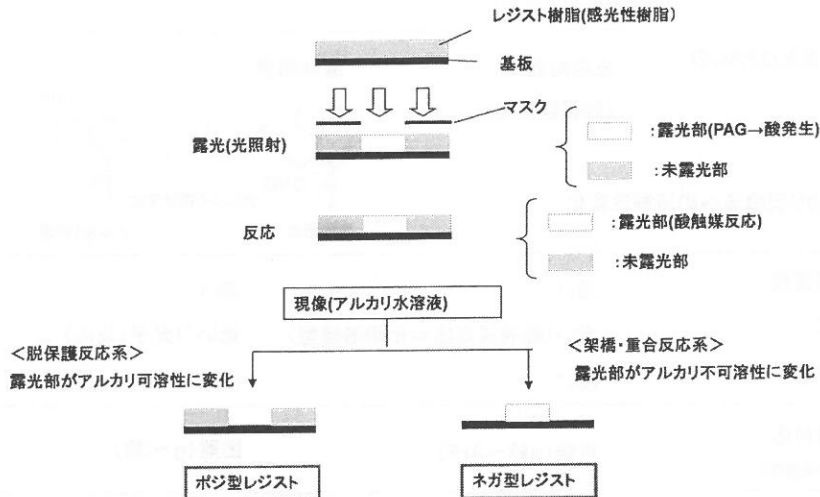 レジスト樹脂(感光性樹脂)
基板
マスク
露光(光照射)
:露光部(PAG→酸発生)
:未露光部
反応
:露光部(酸触媒反応)
:未露光部
現像(アルカリ水溶液)
＜脱保護反応系＞
露光部がアルカリ可溶性に変化
＜架橋・重合反応系＞
露光部がアルカリ不可溶性に変化
ポジ型レジスト
ネガ型レジスト